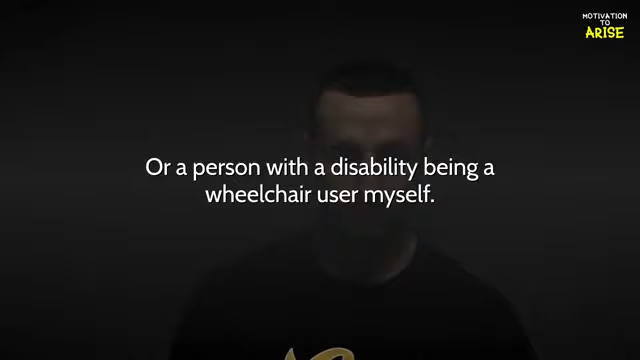 MOTIVATION
TO
ARISE
Or a person with a disability being a
wheelchair user myself.